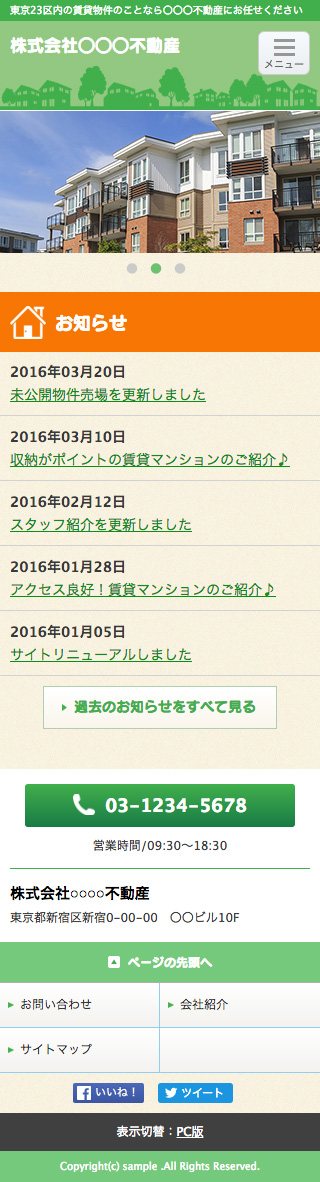 東京23区内の賃貸物件のことなら〇〇〇不動産にお任せください
株式会社〇〇〇不動産
メニュー
お知らせ
2016年03月20日
未公開物件売場を更新しました
2016年03月10日
収納がポイントの賃貸マンションのご紹介♪
2016年02月12日
スタッフ紹介を更新しました
2016年01月28日
アクセス良好！賃貸マンションのご紹介♪
2016年01月05日
サイトリニューアルしました
過去のお知らせをすべて見る
03-1234-5678
営業時間/09:30〜18:30
株式会社○○○○不動産
東京都新宿区新宿0-00-00　〇〇ビル10F
ページの先頭へ
お問い合わせ
会社紹介
サイトマップ
いいね！
ツイート
表示切替：PC版
Copyright(c) sample .All Rights Reserved.